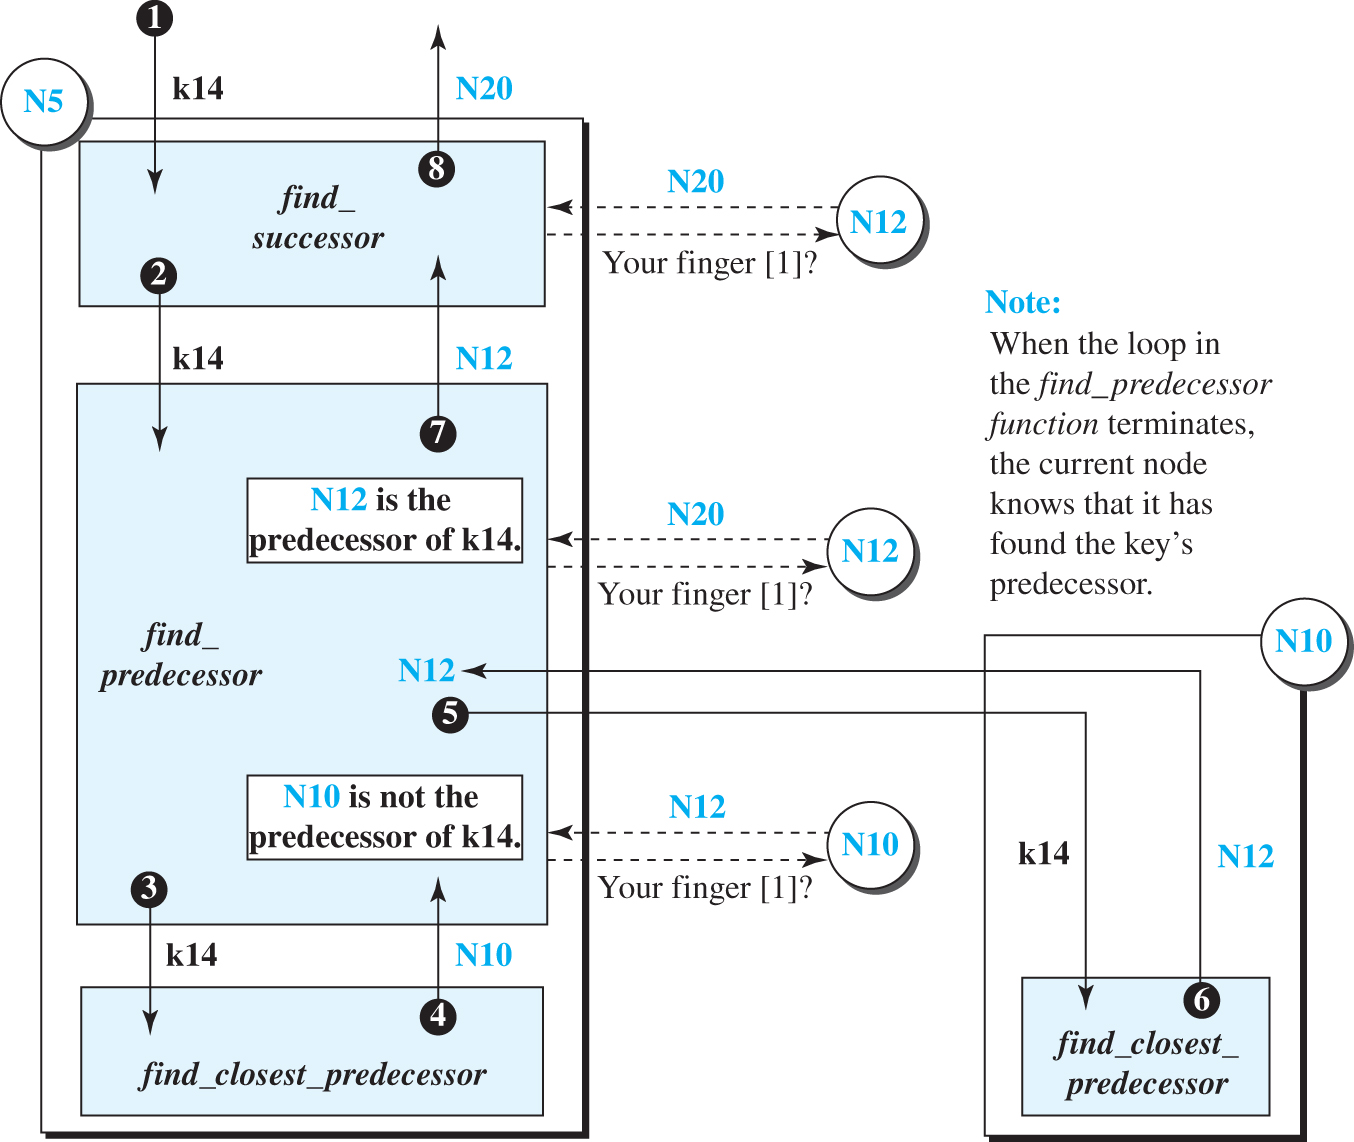 1
k14
N20
N5
8
find_
successor
N20
N12
Your finger [1]?
2
k14
N12
7
N12 is the
predecessor of k14.
N20
N12
Your finger [1]?
find_
predecessor
N12
5
N10 is not the
predecessor of k14.
N12
N10
Your finger [1]?
3
k14
N10
4
find_closest_predecessor
Note:
When the loop in
the find_predecessor
function terminates,
the current node
knows that it has
found the key’s
predecessor.
N10
k14
N12
6
find_closest_
predecessor